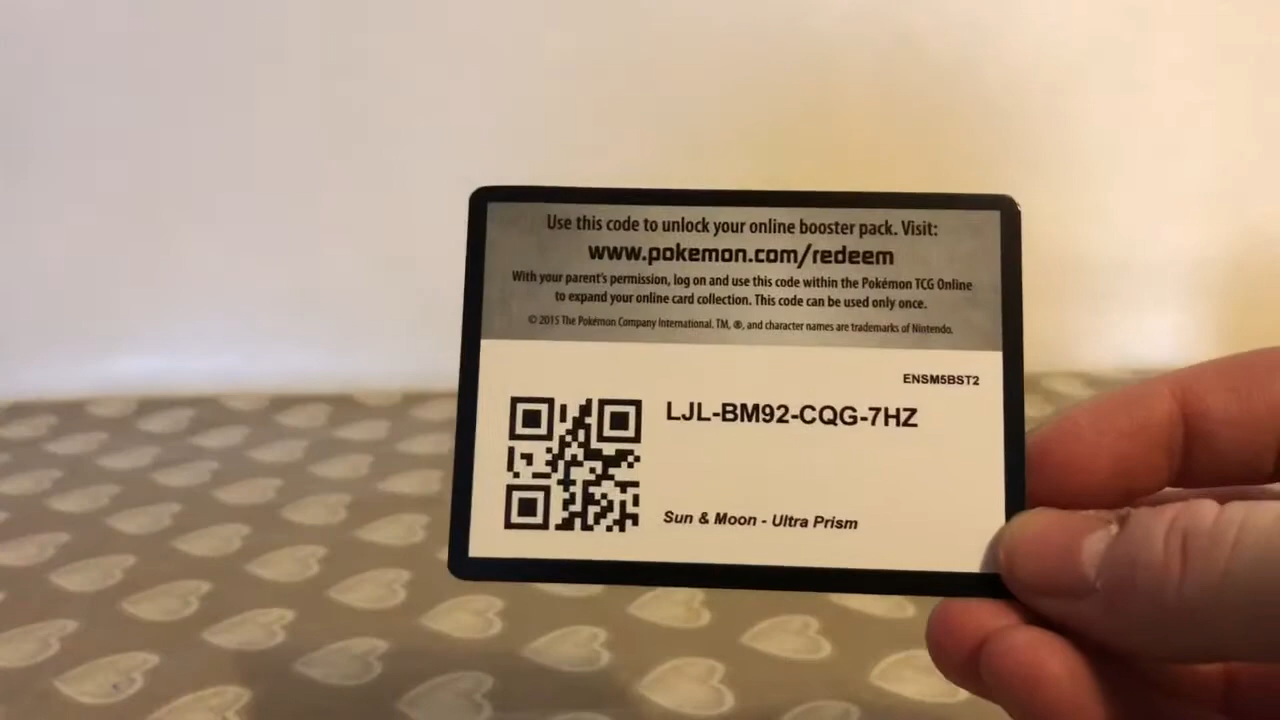 Use this code to unlock your online booster pack. Visit:
www.pokemon.com/redeem
With your parent's permission, log on and use this code within the Pokémon TCG Online
to expand your online card collection. This code can be used only once.
© 2015 The Pokémon Company International. TM, ®, and character names are trademarks of Nintendo.
ENSM5BST2
LJL-BM92-CQG-7HZ
Sun & Moon - Ultra Prism